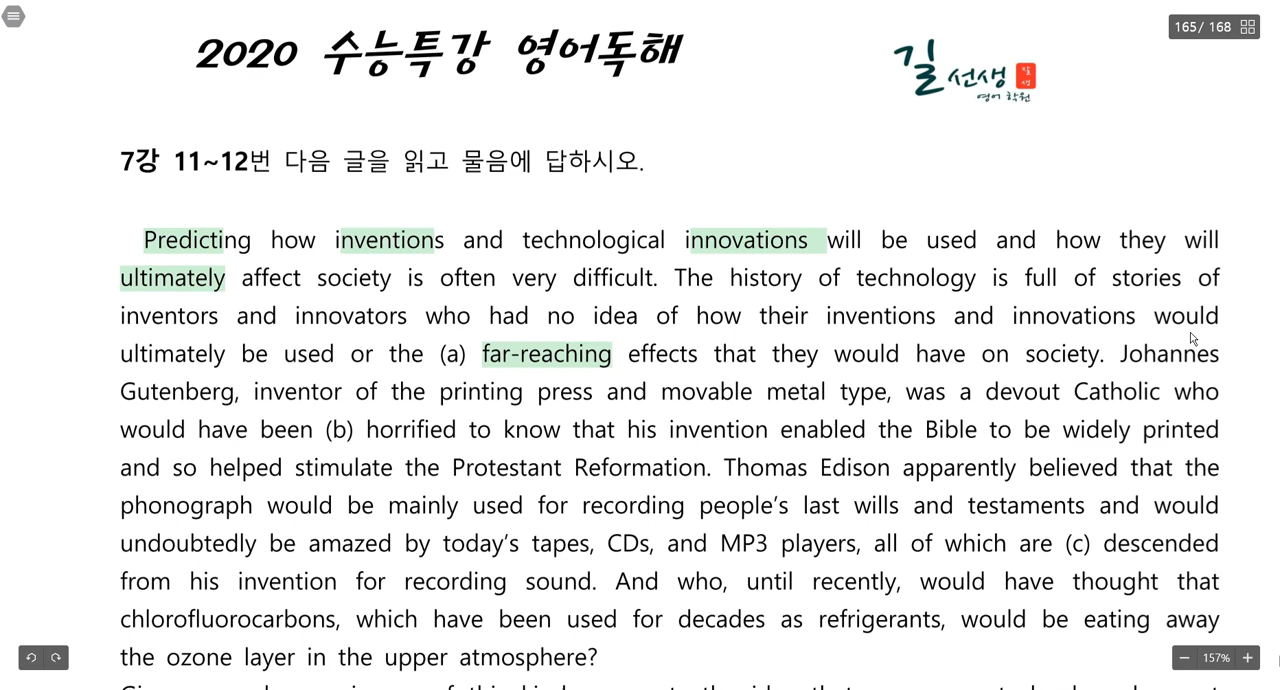 165/ 168
2020 수능특강 영어독해
길선생
영어 학원
7강 11~12번 다음 글을 읽고 물음에 답하시오.
Predicting how inventions and technological innovations will be used and how they will
ultimately affect society is often very difficult. The history of technology is full of stories of
inventors and innovators who had no idea of how their inventions and innovations would
ultimately be used or the (a) far-reaching effects that they would have on society. Johannes
Gutenberg, inventor of the printing press and movable metal type, was a devout Catholic who
would have been (b) horrified to know that his invention enabled the Bible to be widely printed
and so helped stimulate the Protestant Reformation. Thomas Edison apparently believed that the
phonograph would be mainly used for recording people's last wills and testaments and would
undoubtedly be amazed by today's tapes, CDs, and MP3 players, all of which are (c) descended
from his invention for recording sound. And who, until recently, would have thought that
chlorofluorocarbons, which have been used for decades as refrigerants, would be eating away
the ozone layer in the upper atmosphere?
157%